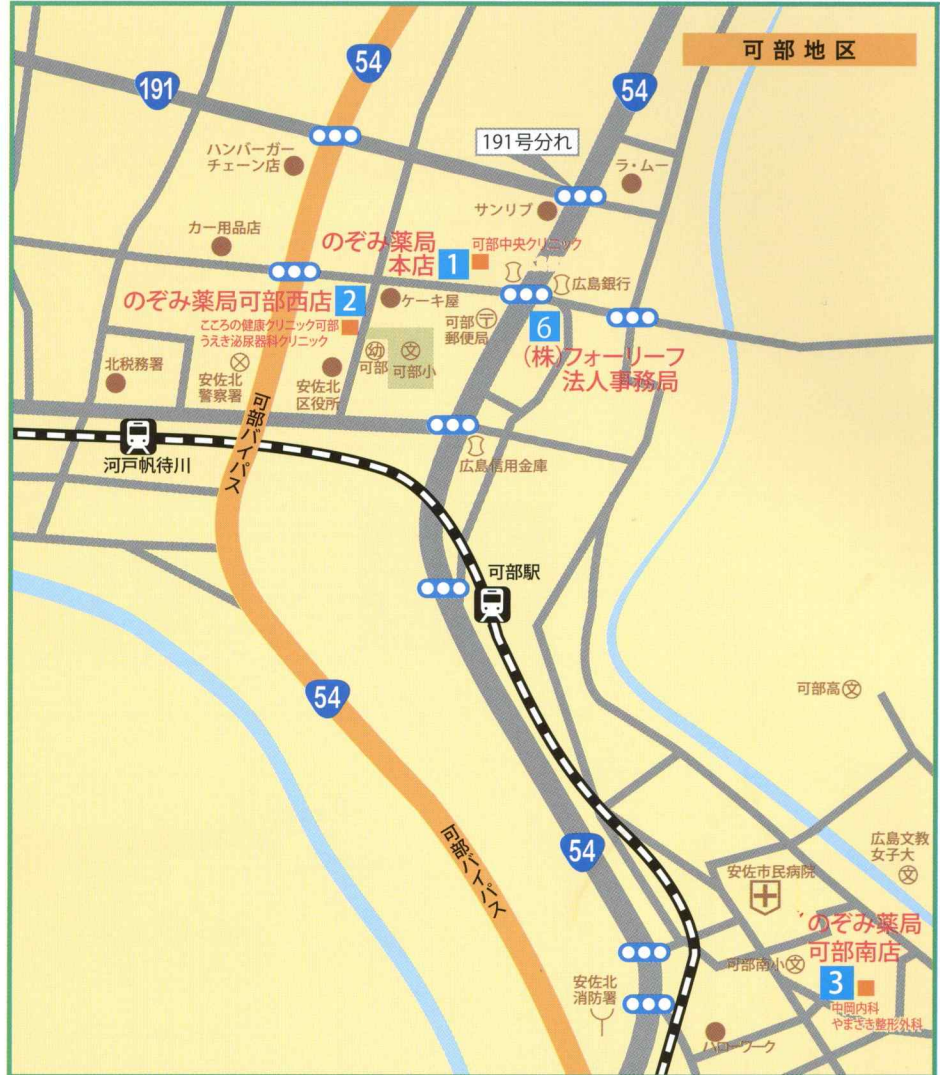 可部地区
54
54
191
191号分れ
ハンバーガー
チェーン店
ラ・ムー
サンリブ
カー用品店
のぞみ薬局
本店
1
可部中央クリニック
広島銀行
のぞみ薬局可部西店
2
ケーキ屋
こころの健康クリニック可部
うえき泌尿器科クリニック
可部
郵便局
6
(株)フォーリーフ
法人事務局
北税務署
安佐北
警察署
安佐北
区役所
幼
可部
文
可部小
可部バイパス
広島信用金庫
河戸帆待川
可部駅
54
可部高
文
可部バイパス
54
広島文教
女子大
文
安佐市民病院
のぞみ薬局
可部南店
3
可部南小
文
中岡内科
やまさき整形外科
安佐北
消防署
ハローワーク